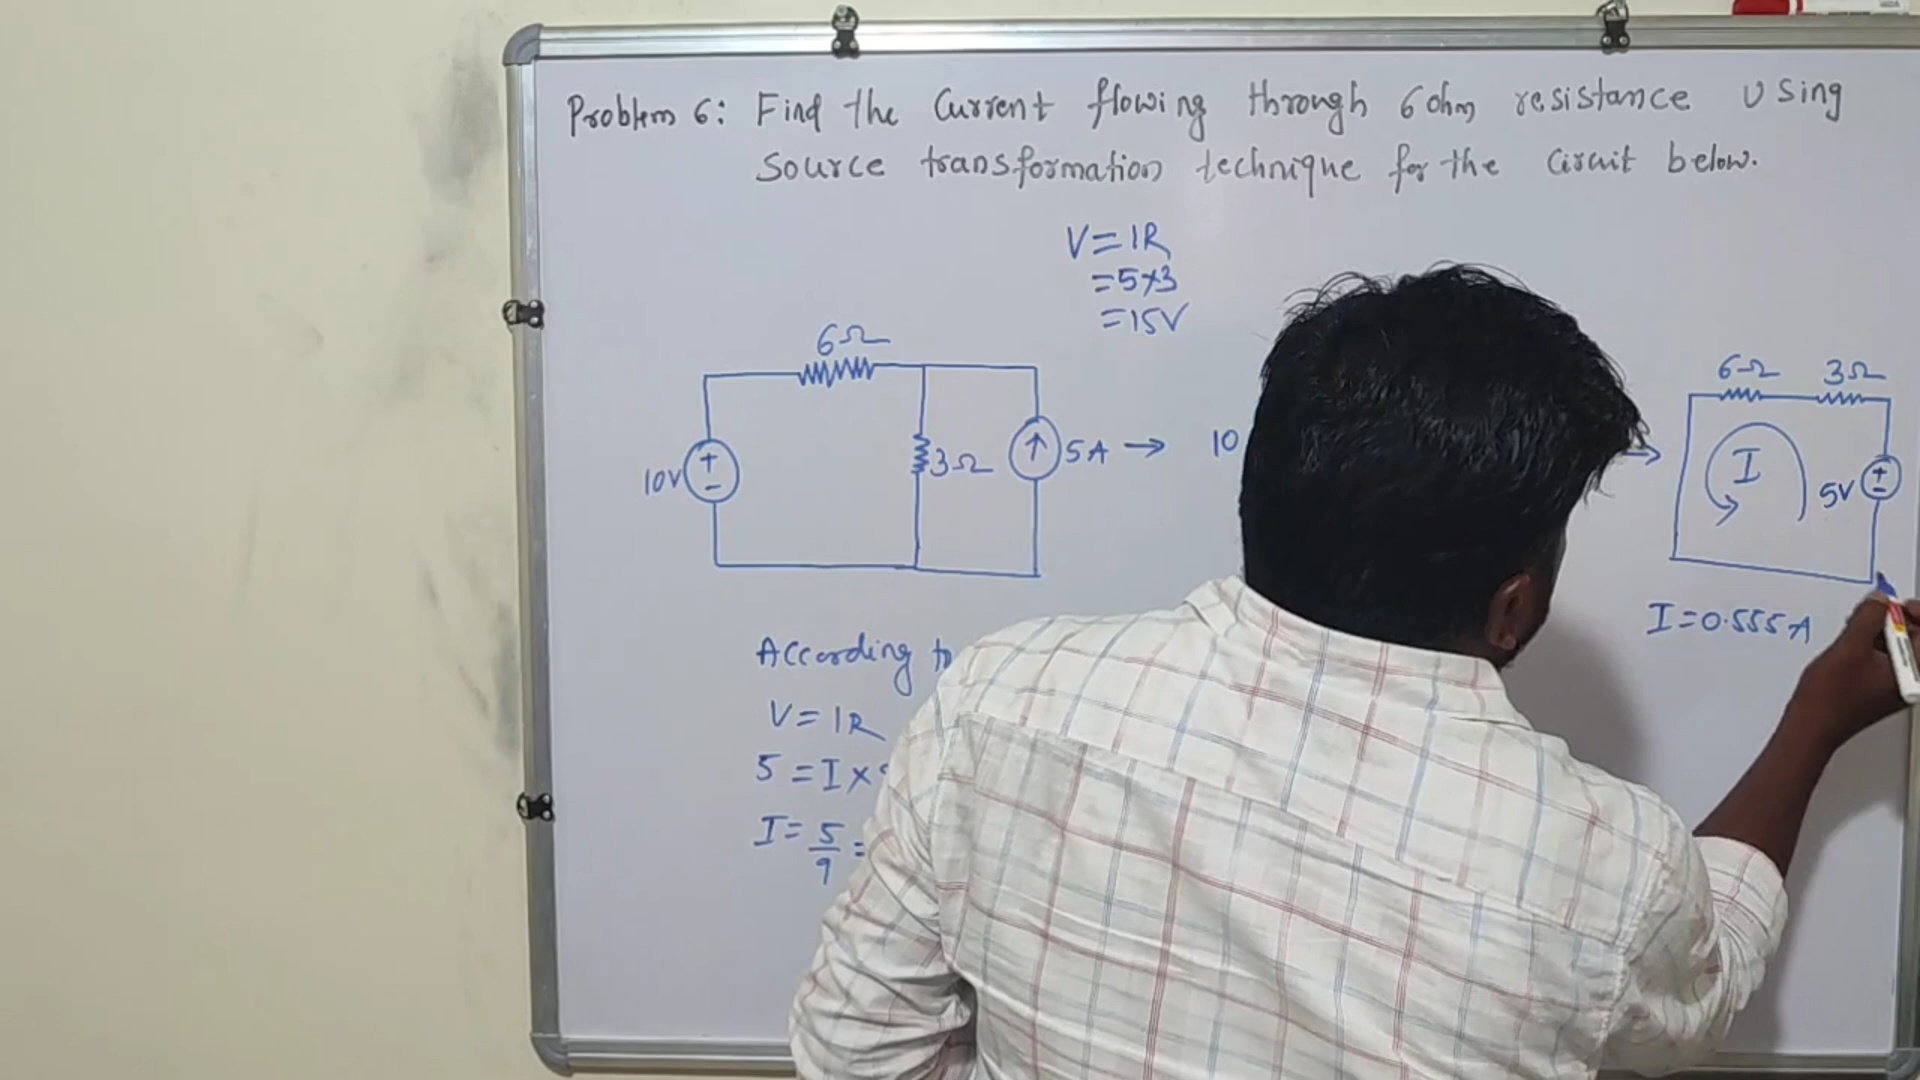 Problem 6: Find the Current flowing through 6 ohm resistance Using
Source transformation technique for the Circuit below.
V = IR
= 5×3
= 15V
6Ω
10V
+
-
3Ω
5A →
10
6Ω 3Ω
I
5V
+
-
I = 0.555A
According to
V = IR
5 = I ×
I = 5/9 =